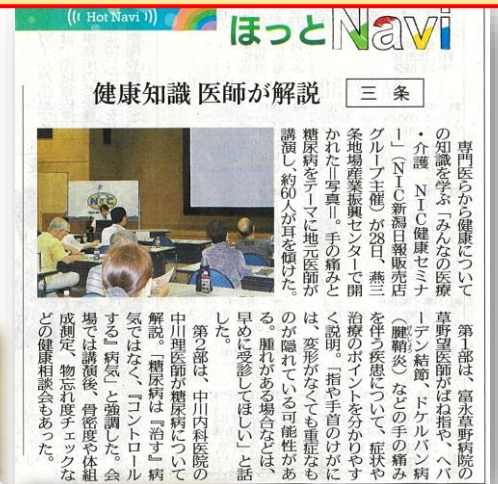 ((( Hot Navi )))
ほっとNavi
健康知識 医師が解説
三条
NIC
専門医らから健康について
の知識を学ぶ「みんなの医療
・介護 NIC健康セミナ
ー」（NIC新潟日報販売店
グループ主催）が28日、燕三
条地場産業振興センターで開
かれた＝写真＝。手の痛みと
糖尿病をテーマに地元医師が
講演し、約60人が耳を傾けた。
第1部は、富永草野病院の
草野望医師がばね指や、ヘバ
ーデン結節、ドケルバン病
（腱鞘炎）などの手の痛み
を伴う疾患について、症状や
治療のポイントを分かりやす
く説明。「指や手首のけがに
は、変形がなくても重症なも
のが隠れている可能性があ
る。腫れがある場合などは、
早めに受診してほしい」と話
した。
第2部は、中川内科医院の
中川理医師が糖尿病について
解説。「糖尿病は『治す』病
気ではなく、『コントロール
する』病気」と強調した。会
場では講演後、骨密度や体組
成測定、物忘れ度チェックな
どの健康相談会もあった。